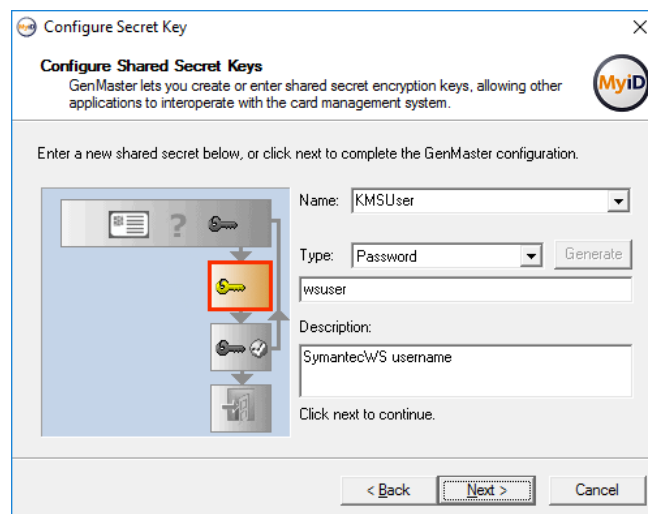 MyiD Configure Secret Key
Configure Shared Secret Keys
GenMaster lets you create or enter shared secret encryption keys, allowing other
applications to interoperate with the card management system.
MyiD
Enter a new shared secret below, or click next to complete the GenMaster configuration.
Name: KMSUser
Type: Password Generate
wsuser
Description:
SymantecWS username
Click next to continue.
< Back Next > Cancel